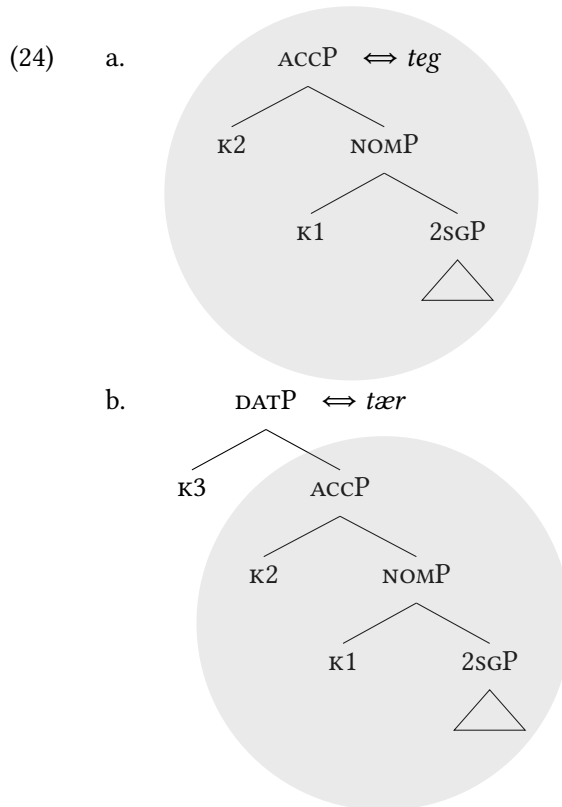 (24) a. ACCP ⇔ teg
K2 NOMP
K1 2SGP
b. DATP ⇔ tær
K3 ACCP
K2 NOMP
K1 2SGP